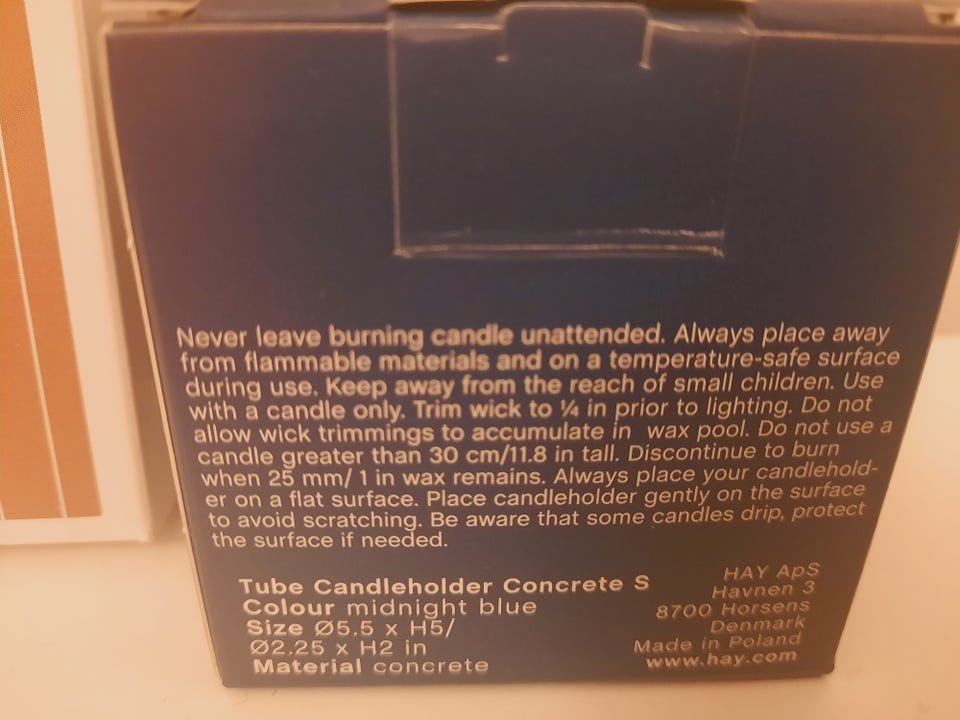 Never leave burning candle unattended. Always place away
from flammable materials and on a temperature-safe surface
during use. Keep away from the reach of small children. Use
with a candle only. Trim wick to ¼ in prior to lighting. Do not
allow wick trimmings to accumulate in wax pool. Do not use a
candle greater than 30 cm/11.8 in tall. Discontinue to burn
when 25 mm/ 1 in wax remains. Always place your candlehold-
er on a flat surface. Place candleholder gently on the surface
to avoid scratching. Be aware that some candles drip, protect
the surface if needed.
Tube Candleholder Concrete S
Colour midnight blue
Size Ø5.5 x H5/
Ø2.25 x H2 in
Material concrete
HAY ApS
Havnen 3
8700 Horsens
Denmark
Made in Poland
www.hay.com